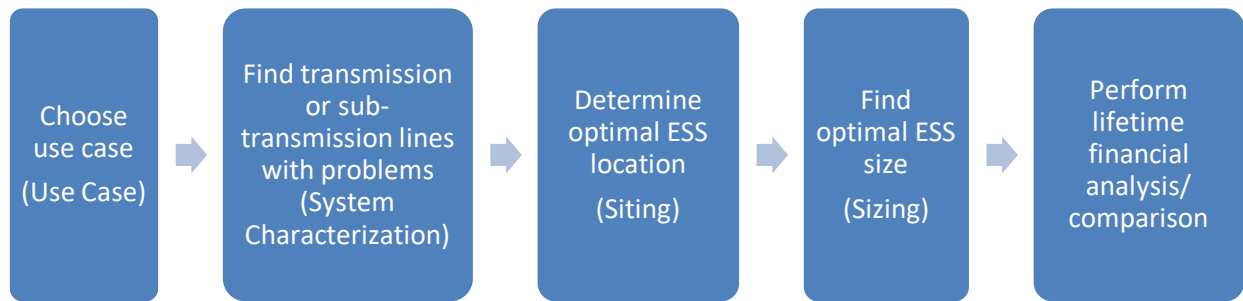 Choose
use case
(Use Case)
Find transmission
or sub-
transmission lines
with problems
(System
Characterization)
Determine
optimal ESS
location
(Siting)
Find
optimal ESS
size
(Sizing)
Perform
lifetime
financial
analysis/
comparison